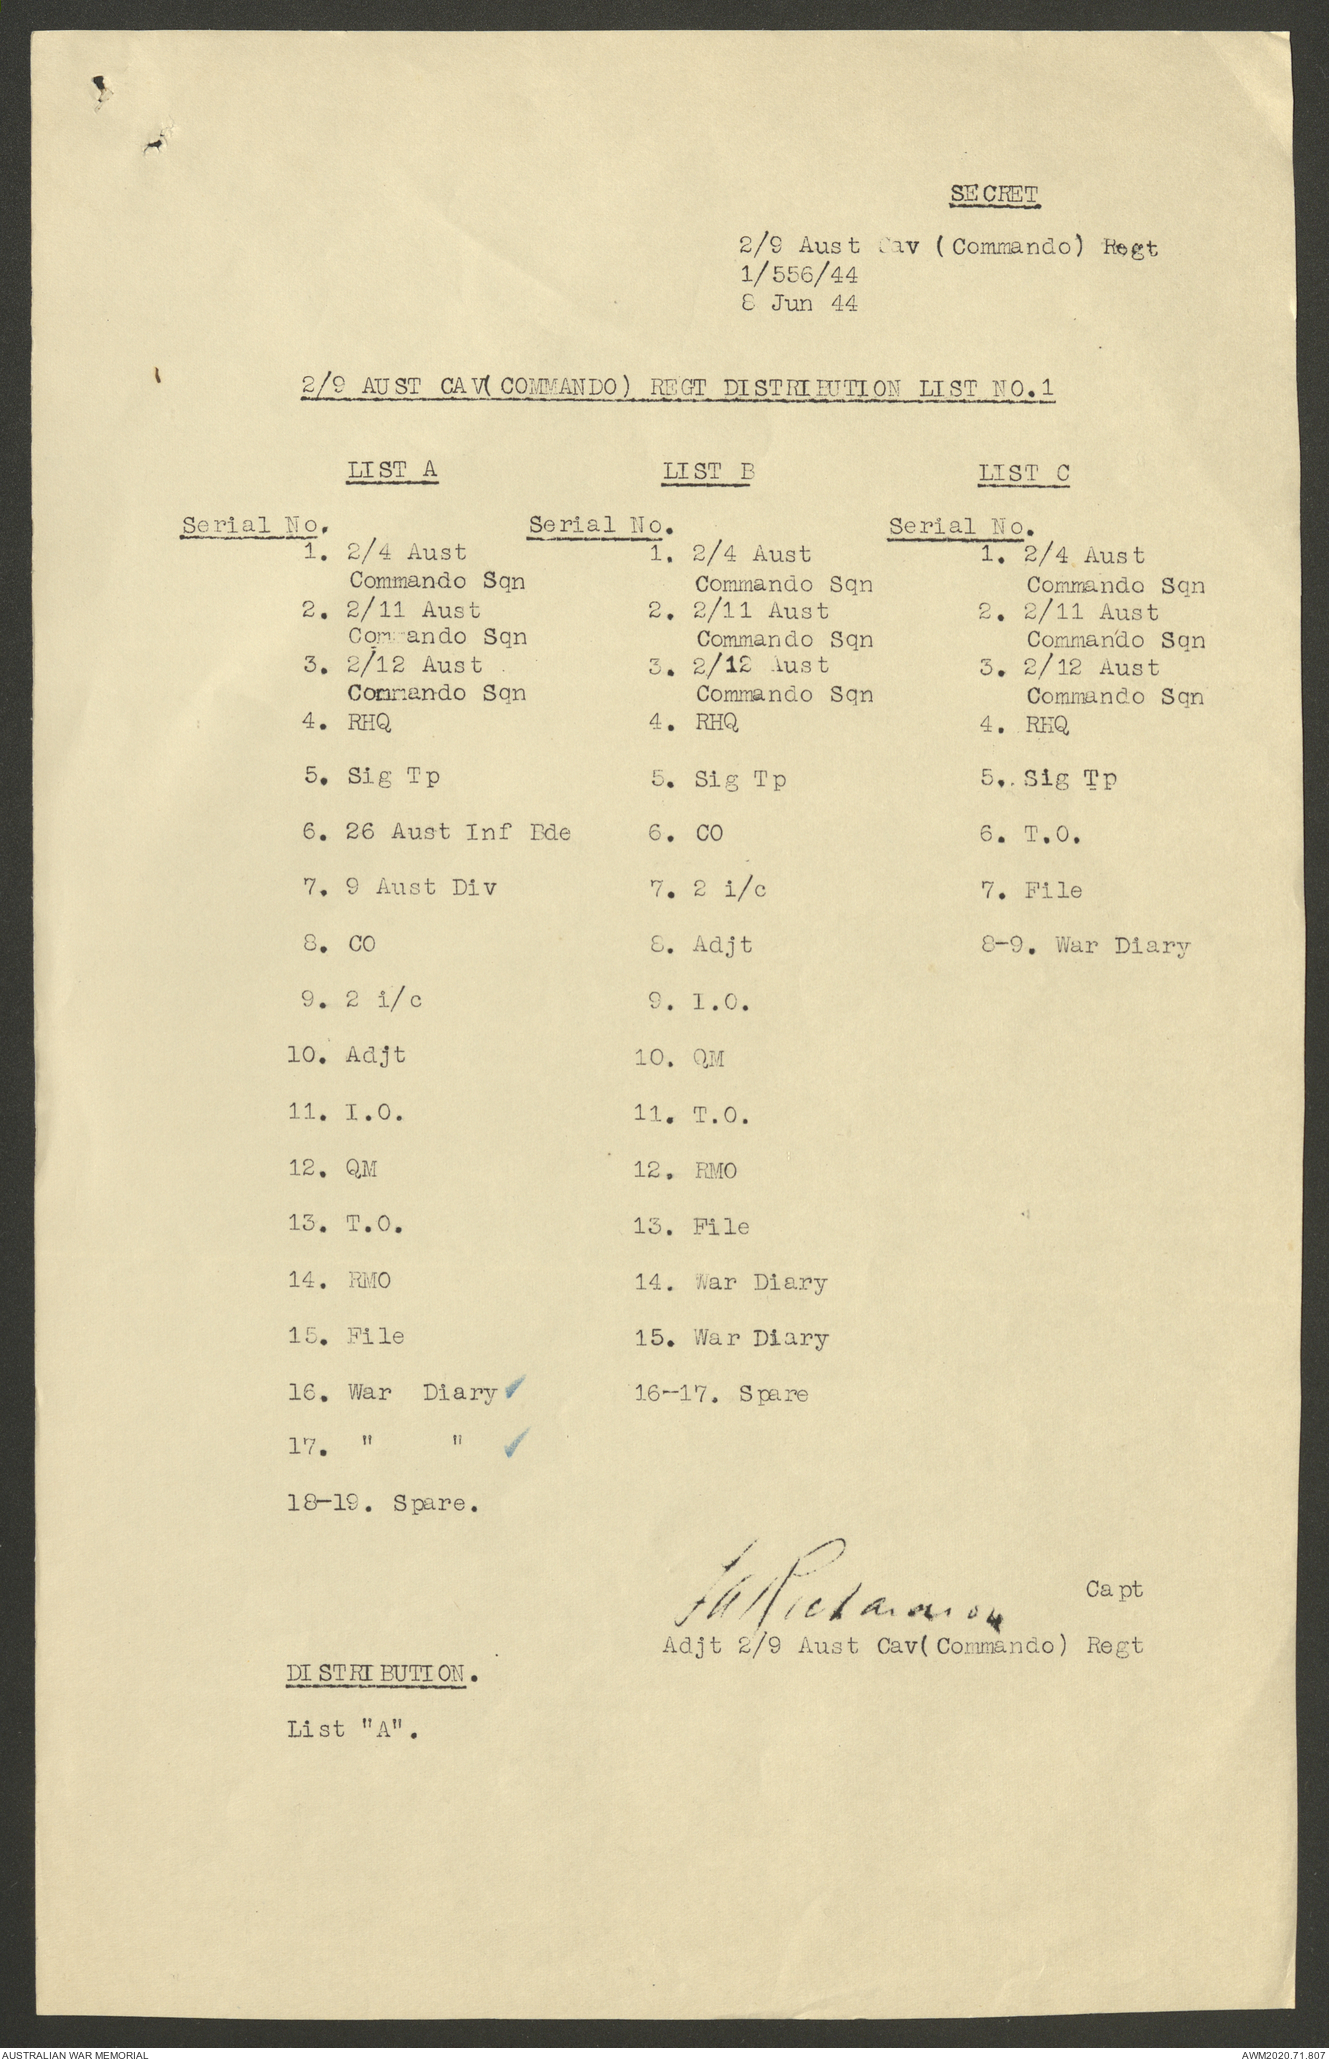 SECRET
2/9 Aust Cav (Commando) Regt
1/556/44
8 Jun 44
2/9 AUST CAV(COMMANDO) REGT DISTRIBUTION LIST NO.1
LIST A
Serial No.
1. 2/4 Aust
Commando Sqn
2. 2/11 Aust
Commando Sqn
3. 2/12 Aust
Commando Sqn
4. RHQ
5. Sig Tp
6. 26 Aust Inf Bde
7. 9 Aust Div
8. CO
9. 2 i/c
10. Adjt
11. I.O.
12. QM
13. T.O.
14. RMO
15. File
16. War Diary ✓
17. " " ✓
18-19. Spare.
LIST B
Serial No.
1. 2/4 Aust
Commando Sqn
2. 2/11 Aust
Commando Sqn
3. 2/12 Aust
Commando Sqn
4. RHQ
5. Sig Tp
6. CO
7. 2 i/c
8. Adjt
9. I.O.
10. QM
11. T.O.
12. RMO
13. File
14. War Diary
15. War Diary
16-17. Spare
LIST C
Serial No.
1. 2/4 Aust
Commando Sqn
2. 2/11 Aust
Commando Sqn
3. 2/12 Aust
Commando Sqn
4. RHQ
5. Sig Tp
6. T.O.
7. File
8-9. War Diary
Richardson Capt
Adjt 2/9 Aust Cav(Commando) Regt
DISTRIBUTION.
List "A".
AUSTRALIAN WAR MEMORIAL
AWM2020.71.807